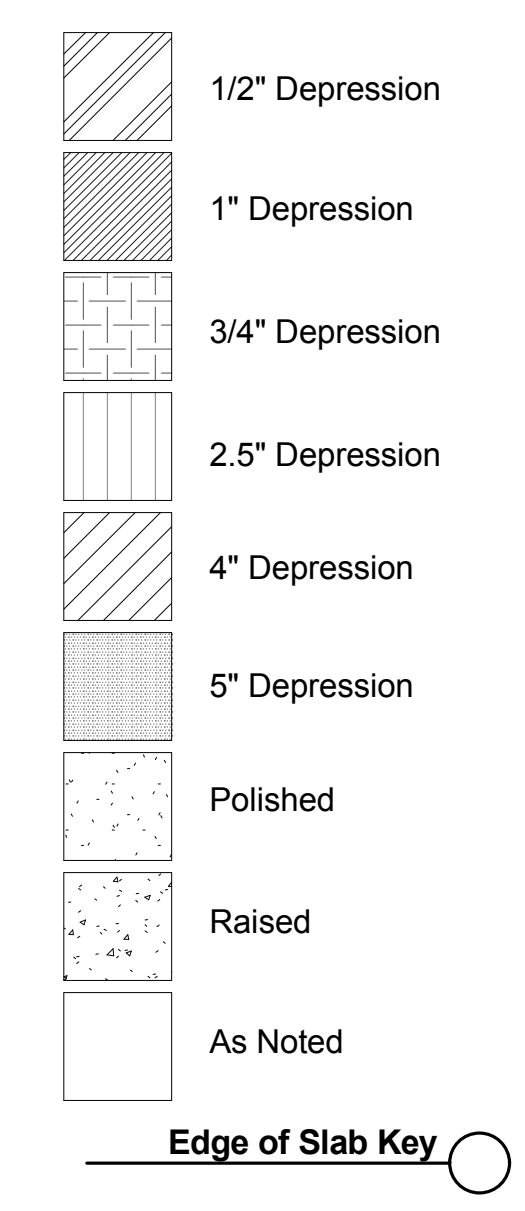 1/2" Depression
1" Depression
3/4" Depression
2.5" Depression
4" Depression
5" Depression
Polished
Raised
As Noted
Edge of Slab Key